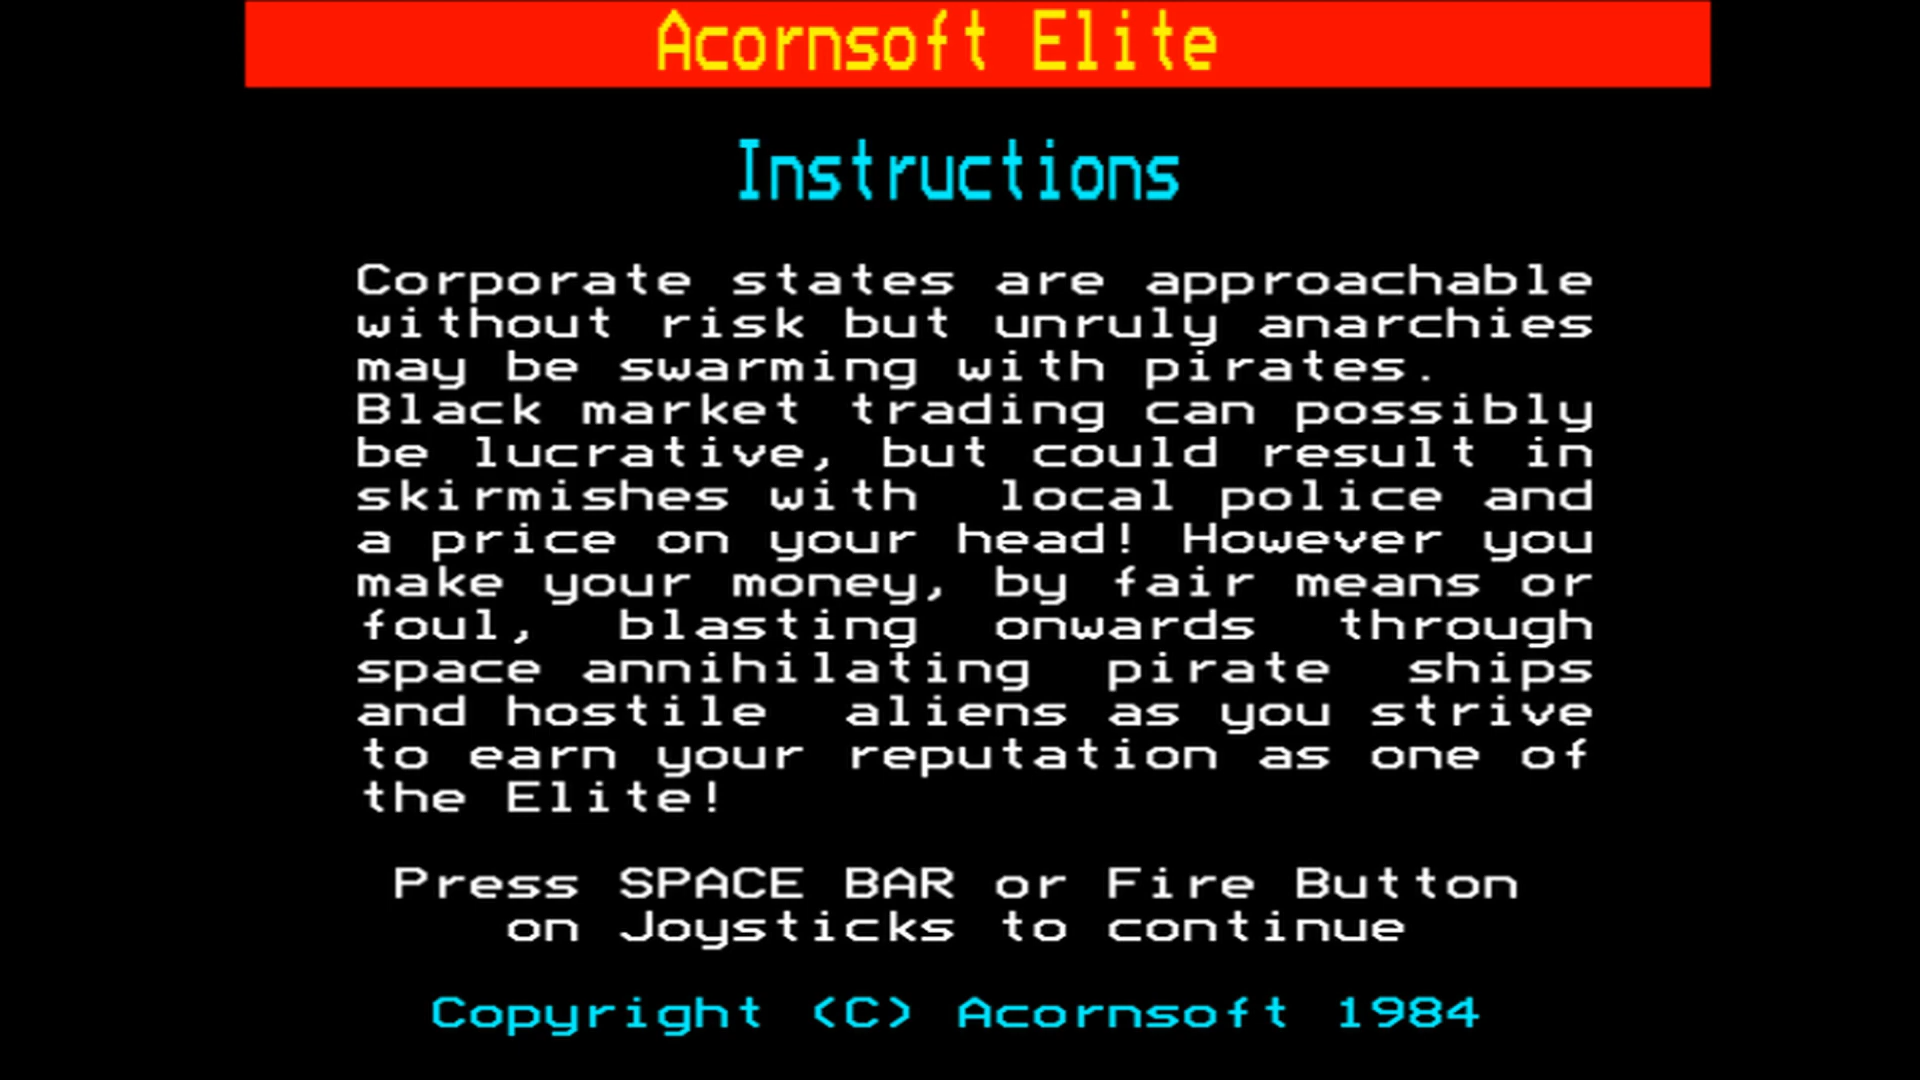 Acornsoft Elite
Instructions
Corporate states are approachable
without risk but unruly anarchies
may be swarming with pirates.
Black market trading can possibly
be lucrative, but could result in
skirmishes with  local police and
a price on your head! However you
make your money, by fair means or
foul,  blasting  onwards  through
space annihilating  pirate  ships
and hostile  aliens as you strive
to earn your reputation as one of
the Elite!
Press SPACE BAR or Fire Button
on Joysticks to continue
Copyright (C) Acornsoft 1984